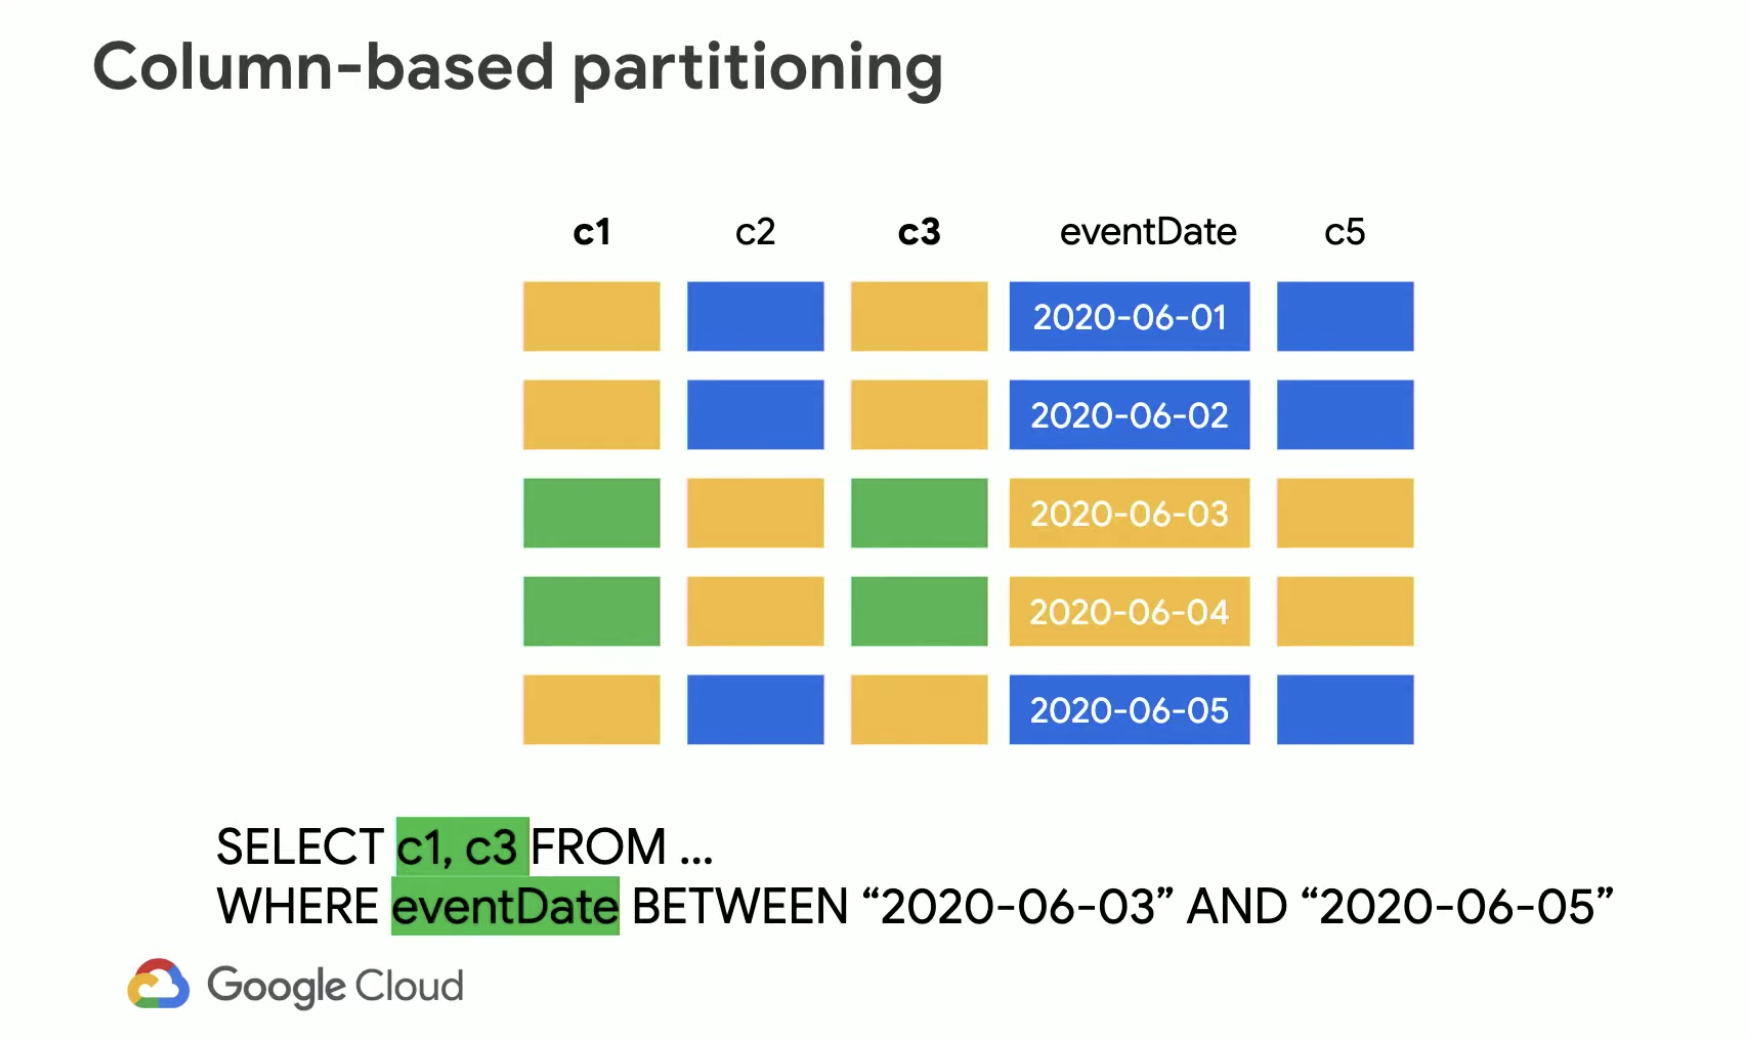 Column-based partitioning
c1 c2 c3 eventDate c5
2020-06-01
2020-06-02
2020-06-03
2020-06-04
2020-06-05
SELECT c1, c3 FROM ...
WHERE eventDate BETWEEN “2020-06-03” AND “2020-06-05”
Google Cloud